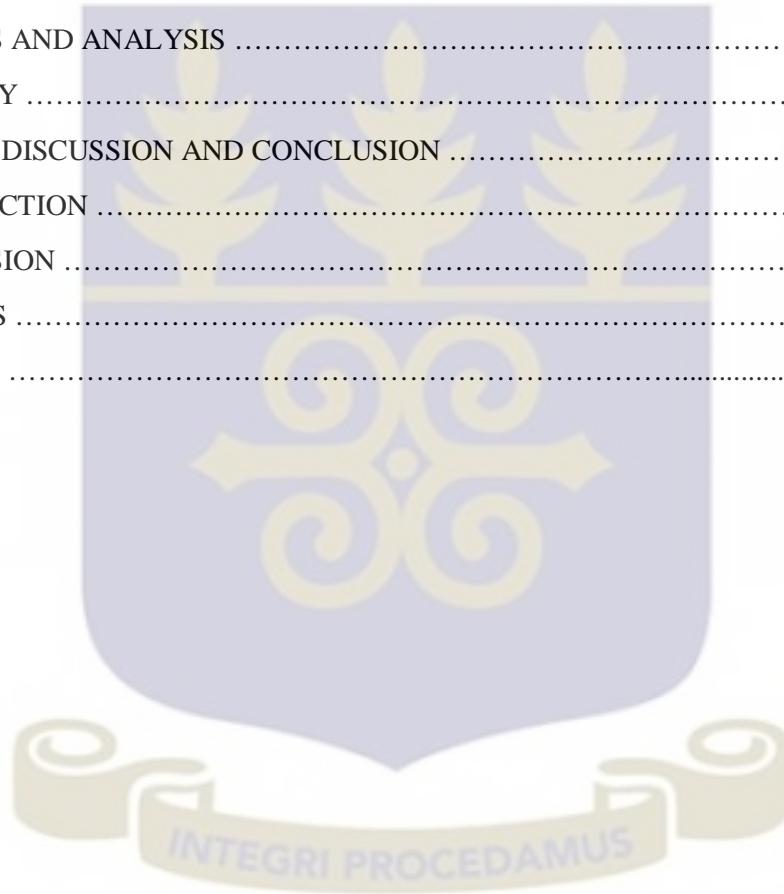 S AND ANALYSIS ………………………………………………………
Y …………………………………………………………………………………
DISCUSSION AND CONCLUSION …………………………………
CTION ………………………………………………………………………
SION …………………………………………………………………………
S …………………………………………………………………………………
………………………………………………………………………..............
INTEGRI PROCEDAMUS